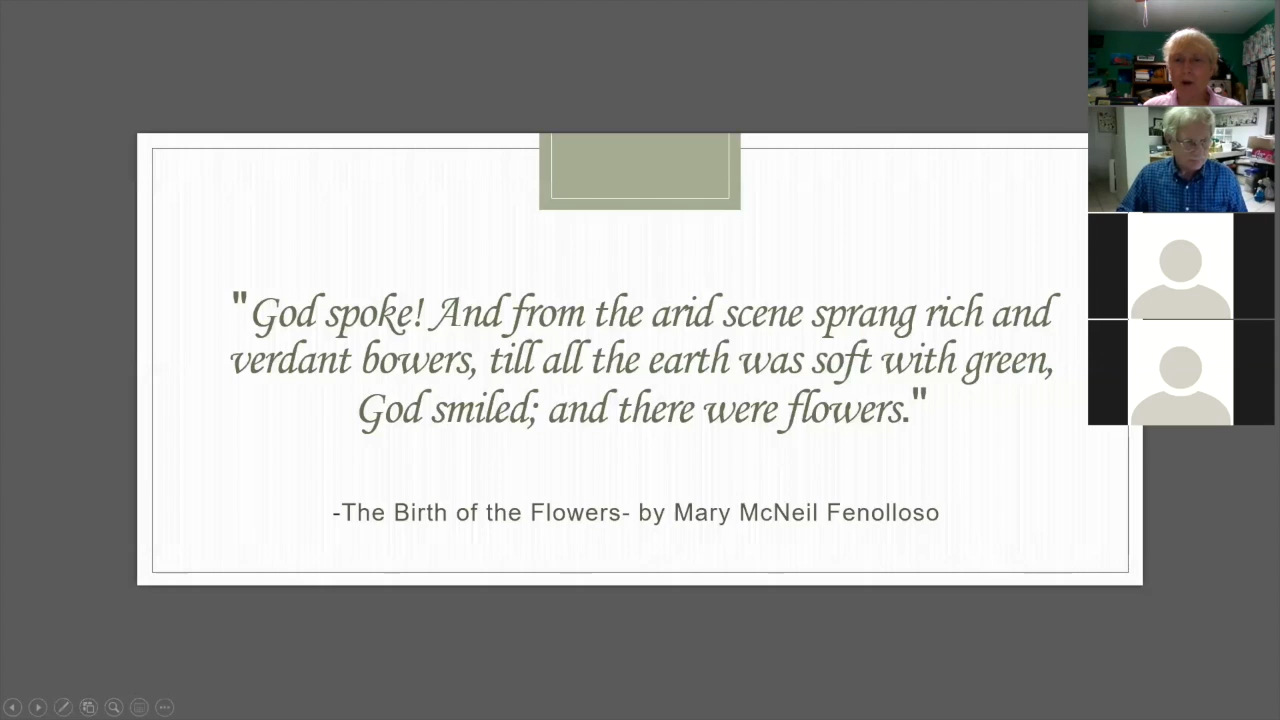 "God spoke! And from the arid scene sprang rich and
verdant bowers, till all the earth was soft with green,
God smiled; and there were flowers."
-The Birth of the Flowers- by Mary McNeil Fenolloso